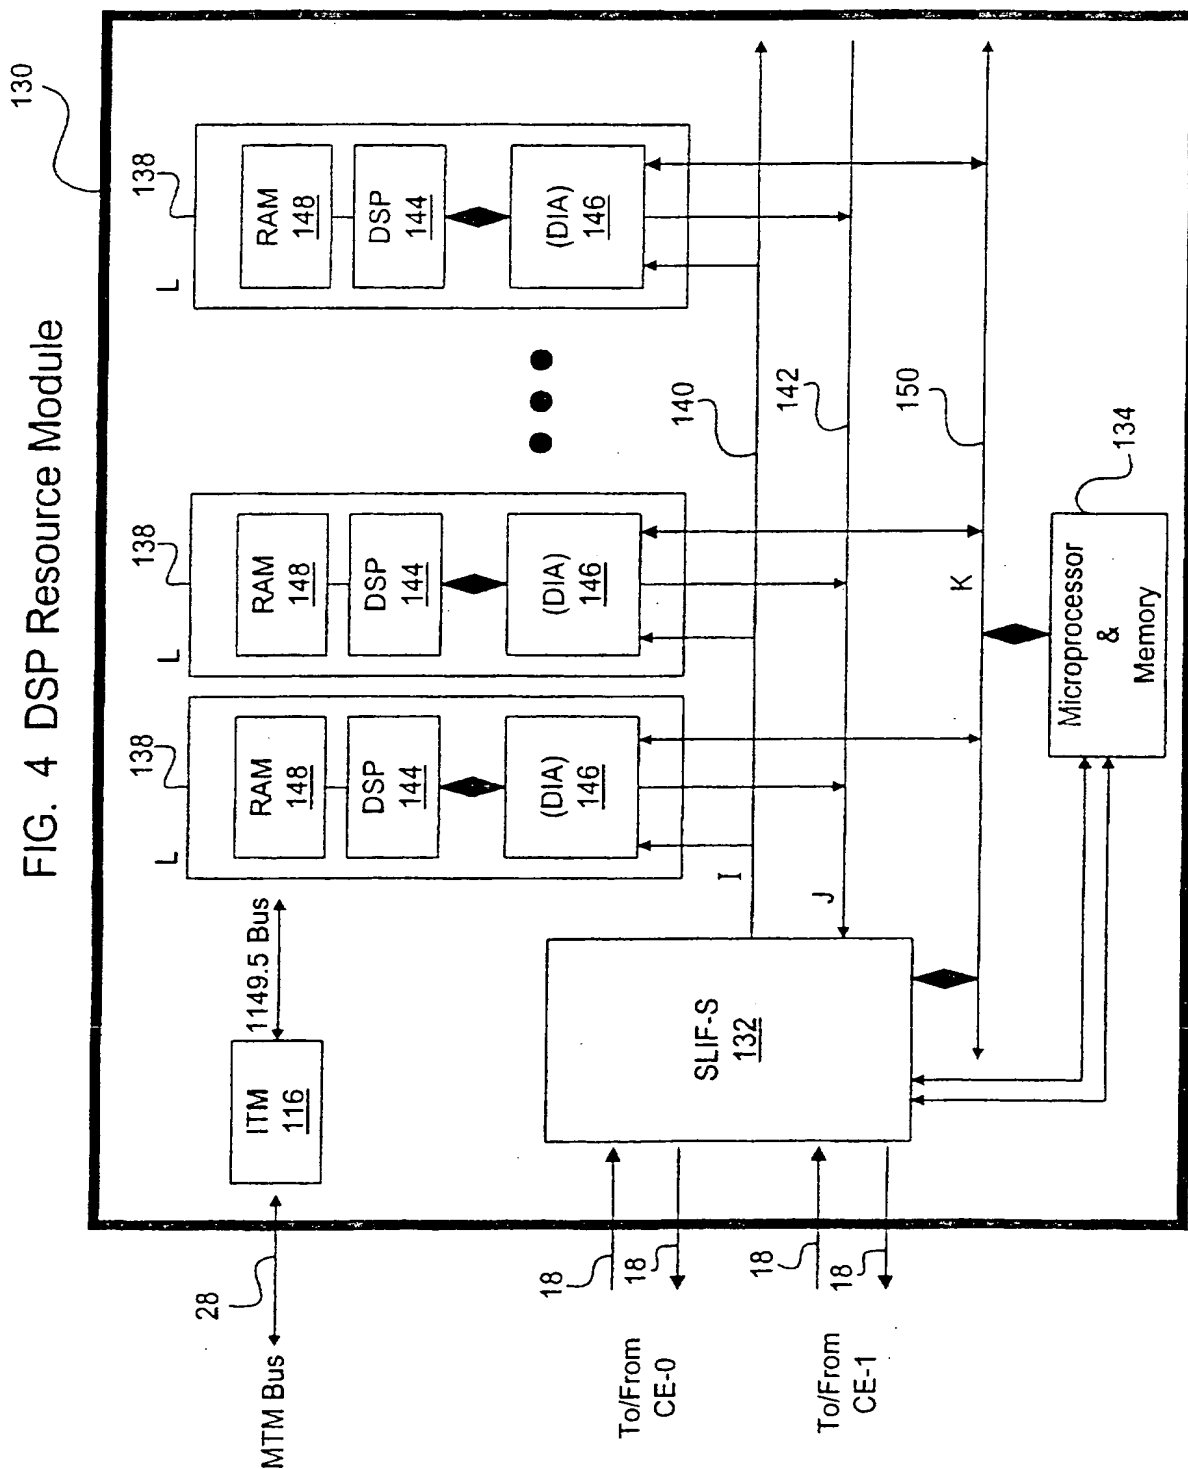 FIG. 4 DSP Resource Module
130
138
138
138
L
L
L
RAM
148
RAM
148
RAM
148
DSP
144
DSP
144
DSP
144
(DIA)
146
(DIA)
146
(DIA)
146
MTM Bus
28
ITM
116
1149.5 Bus
I
140
J
142
K
150
SLIF-S
132
To/From
CE-0
18
18
To/From
CE-1
18
18
Microprocessor
&
Memory
134